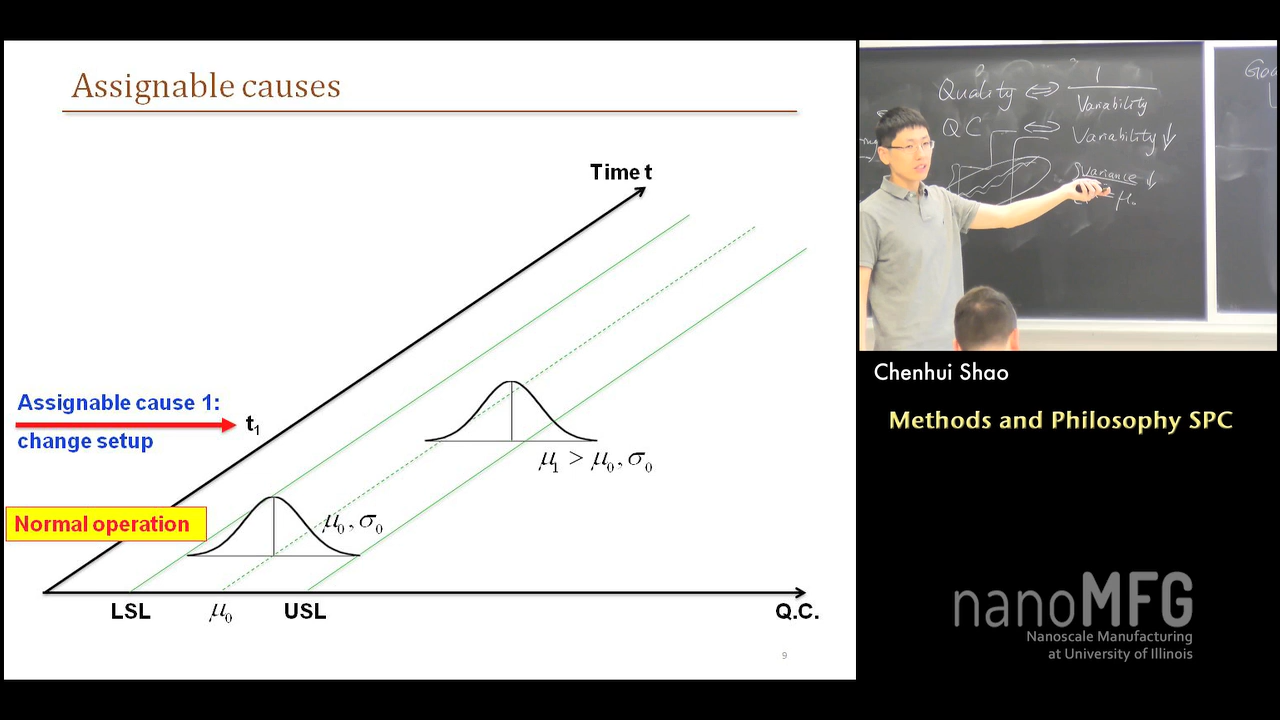 Assignable causes
Time t
Assignable cause 1:
t₁
change setup
μ₁ > μ₀, σ₀
Normal operation
μ₀, σ₀
LSL
μ₀
USL
Q.C.
9
Quality ⇔ 1
Variability
QC ⇔ Variability ↓
Variance ↓
= μ₀
Goa
Chenhui Shao
Methods and Philosophy SPC
nanoMFG
Nanoscale Manufacturing
at University of Illinois